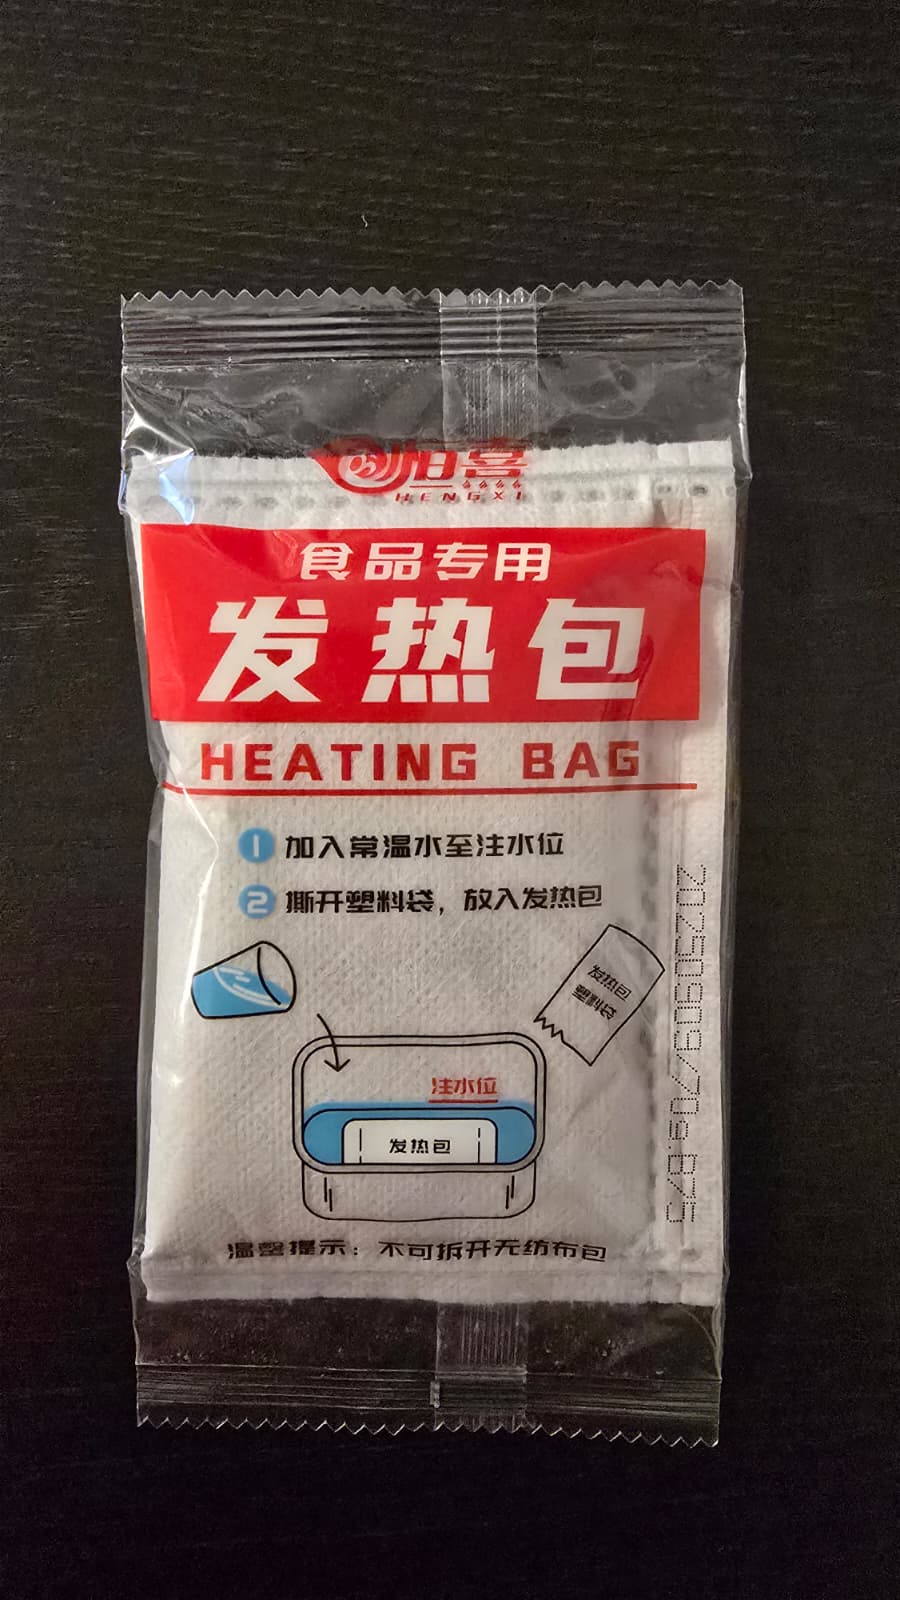 恒喜
HENGXI
食品专用
发热包
HEATING BAG
1 加入常温水至注水位
2 撕开塑料袋，放入发热包
发热包
塑料袋
注水位
发热包
温馨提示：不可拆开无纺布包
20250909/709.875